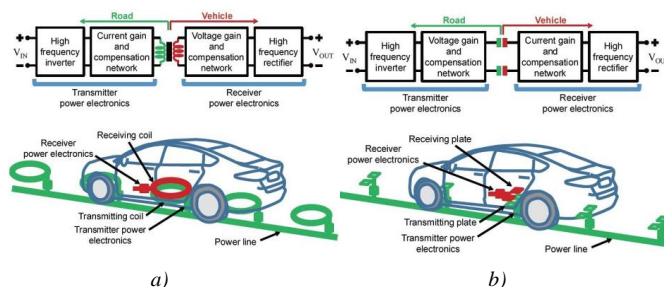 Road Vehicle
+ V_IN −
High frequency inverter
Current gain and compensation network
Voltage gain and compensation network
High frequency rectifier
+ V_OUT −
Transmitter power electronics
Receiver power electronics
Receiving coil
Receiver power electronics
Transmitting coil
Transmitter power electronics
Power line
a)
Road Vehicle
+ V_IN −
High frequency inverter
Voltage gain and compensation network
Current gain and compensation network
High frequency rectifier
+ V_OU −
Transmitter power electronics
Receiver power electronics
Receiving plate
Receiver power electronics
Transmitting plate
Transmitter power electronics
Power line
b)